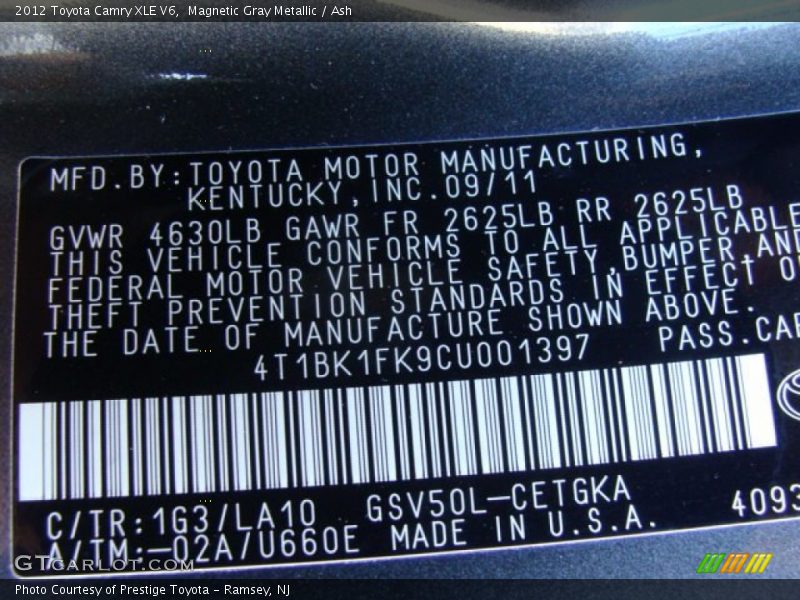 2012 Toyota Camry XLE V6, Magnetic Gray Metallic / Ash
MFD.BY:TOYOTA MOTOR MANUFACTURING,
KENTUCKY,INC.09/11
GVWR 4630LB GAWR FR 2625LB RR 2625LB
THIS VEHICLE CONFORMS TO ALL APPLICABLE
FEDERAL MOTOR VEHICLE SAFETY,BUMPER,AND
THEFT PREVENTION STANDARDS IN EFFECT
THE DATE OF MANUFACTURE SHOWN ABOVE.
4T1BK1FK9CU001397 PASS.CAR
C/TR:1G3/LA10 GSV50L-CETGKA
A/TM:-02A/U660E MADE IN U.S.A. 4093
GTCARLOT.COM
Photo Courtesy of Prestige Toyota - Ramsey, NJ